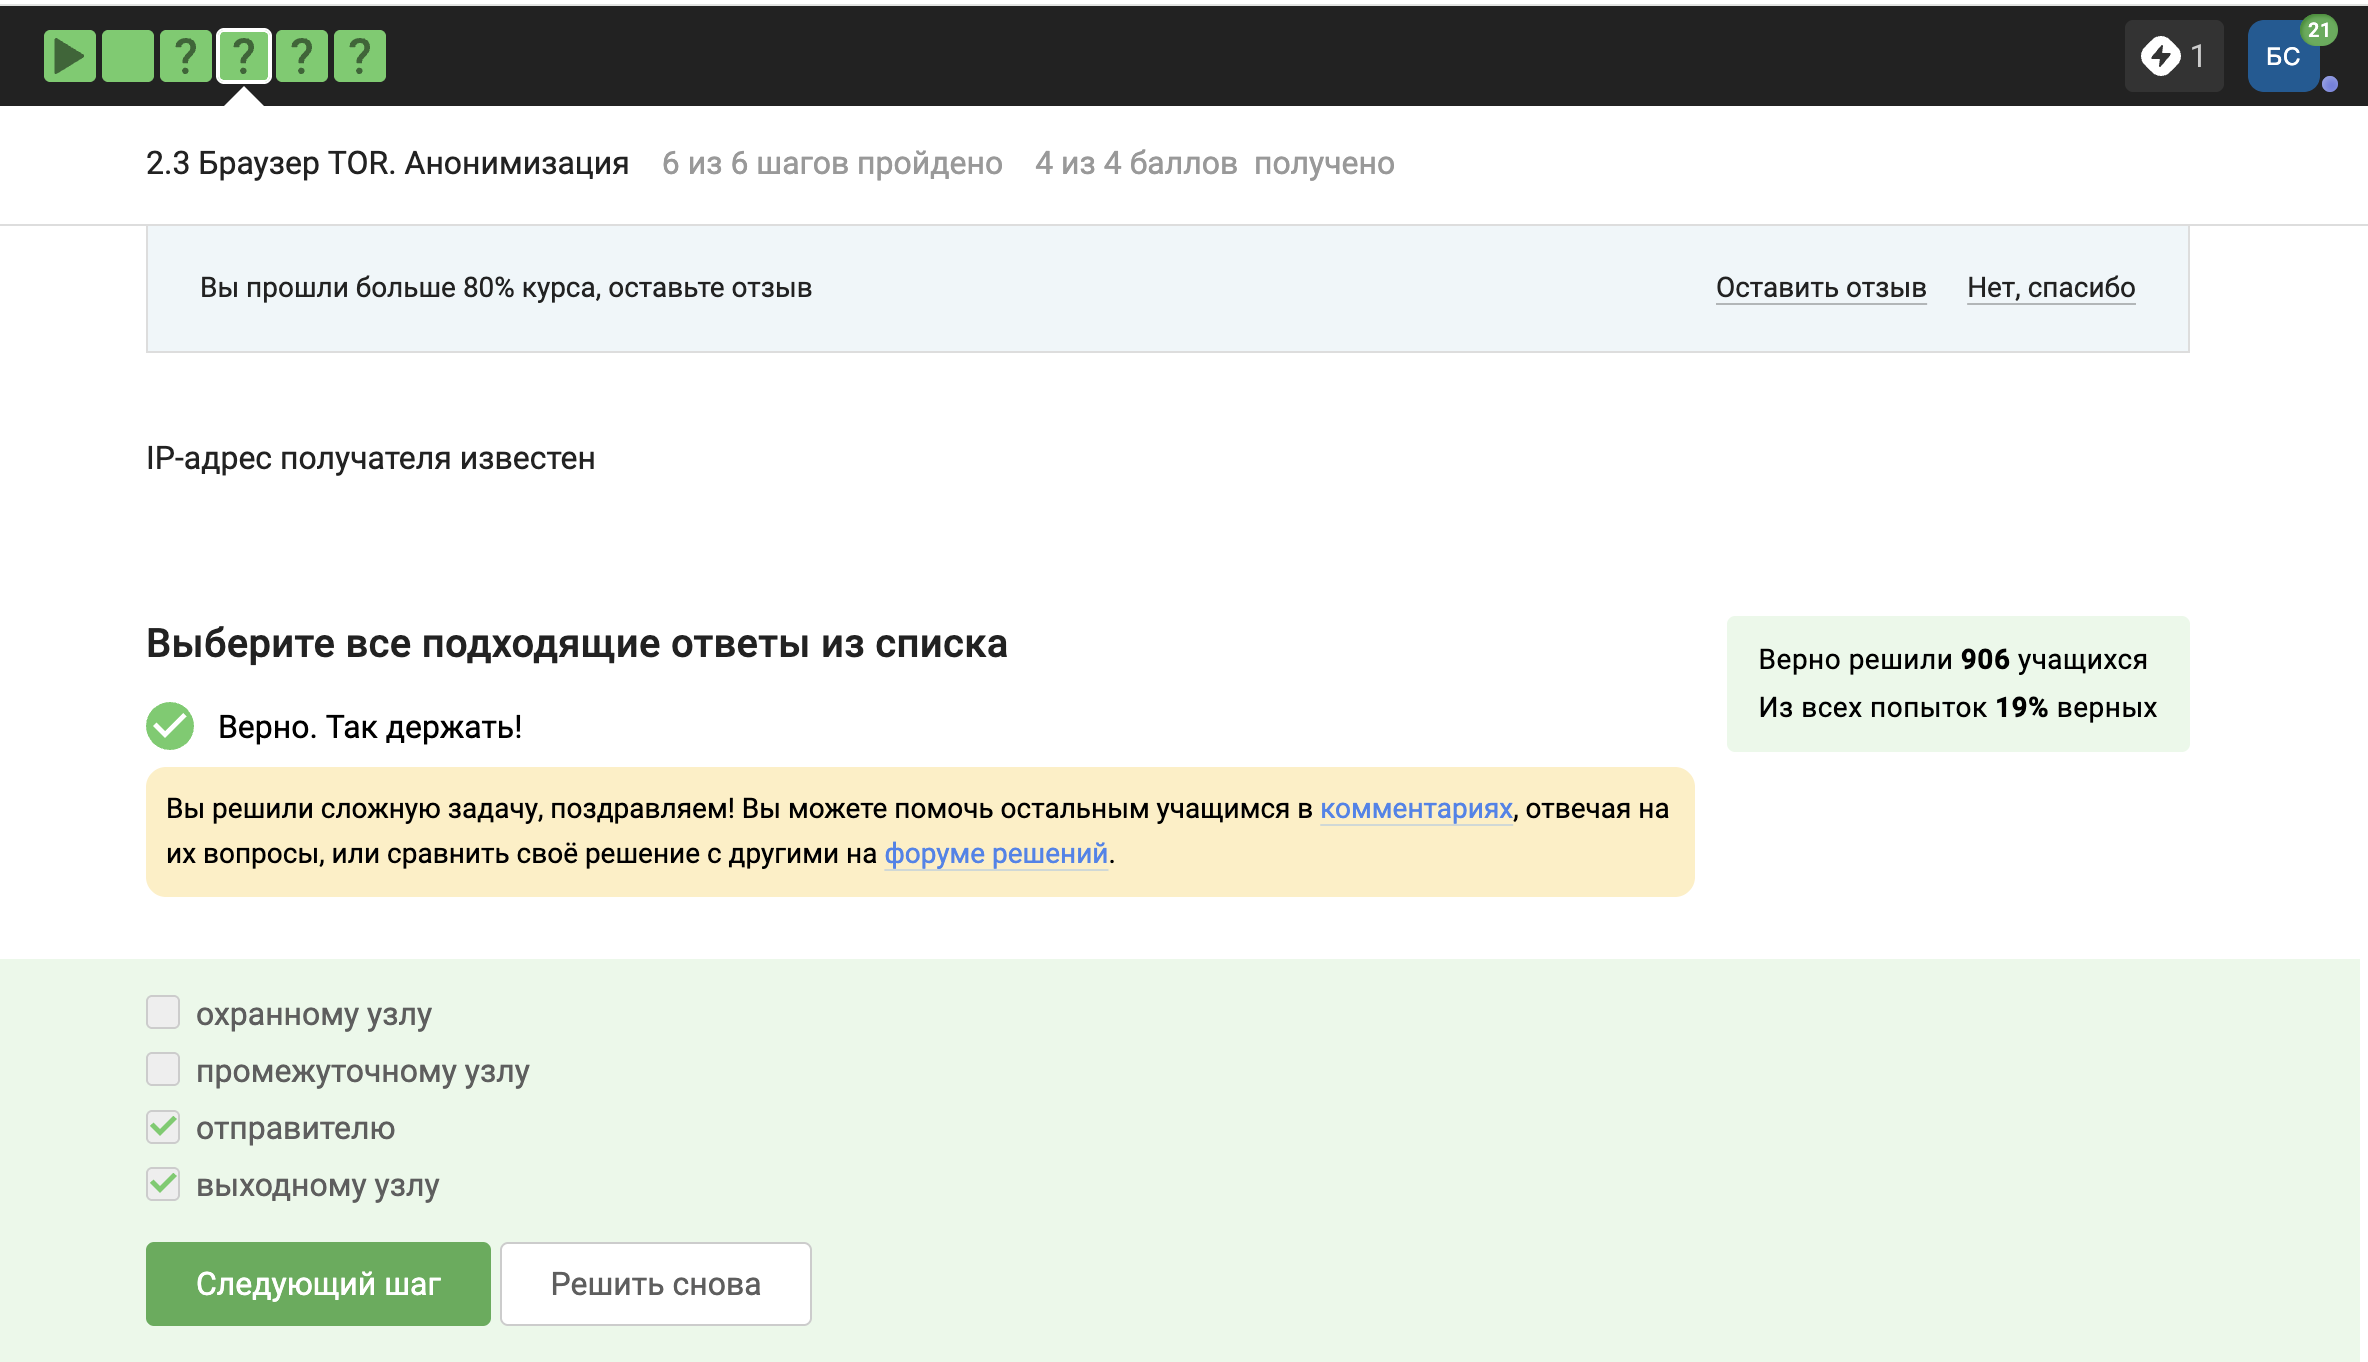 ? ? ? ?
1
БС
21
2.3 Браузер TOR. Анонимизация 6 из 6 шагов пройдено 4 из 4 баллов получено
Вы прошли больше 80% курса, оставьте отзыв Оставить отзыв Нет, спасибо
IP-адрес получателя известен
Выберите все подходящие ответы из списка
Верно решили 906 учащихся
Из всех попыток 19% верных
Верно. Так держать!
Вы решили сложную задачу, поздравляем! Вы можете помочь остальным учащимся в комментариях, отвечая на
их вопросы, или сравнить своё решение с другими на форуме решений.
охранному узлу
промежуточному узлу
отправителю
выходному узлу
Следующий шаг Решить снова